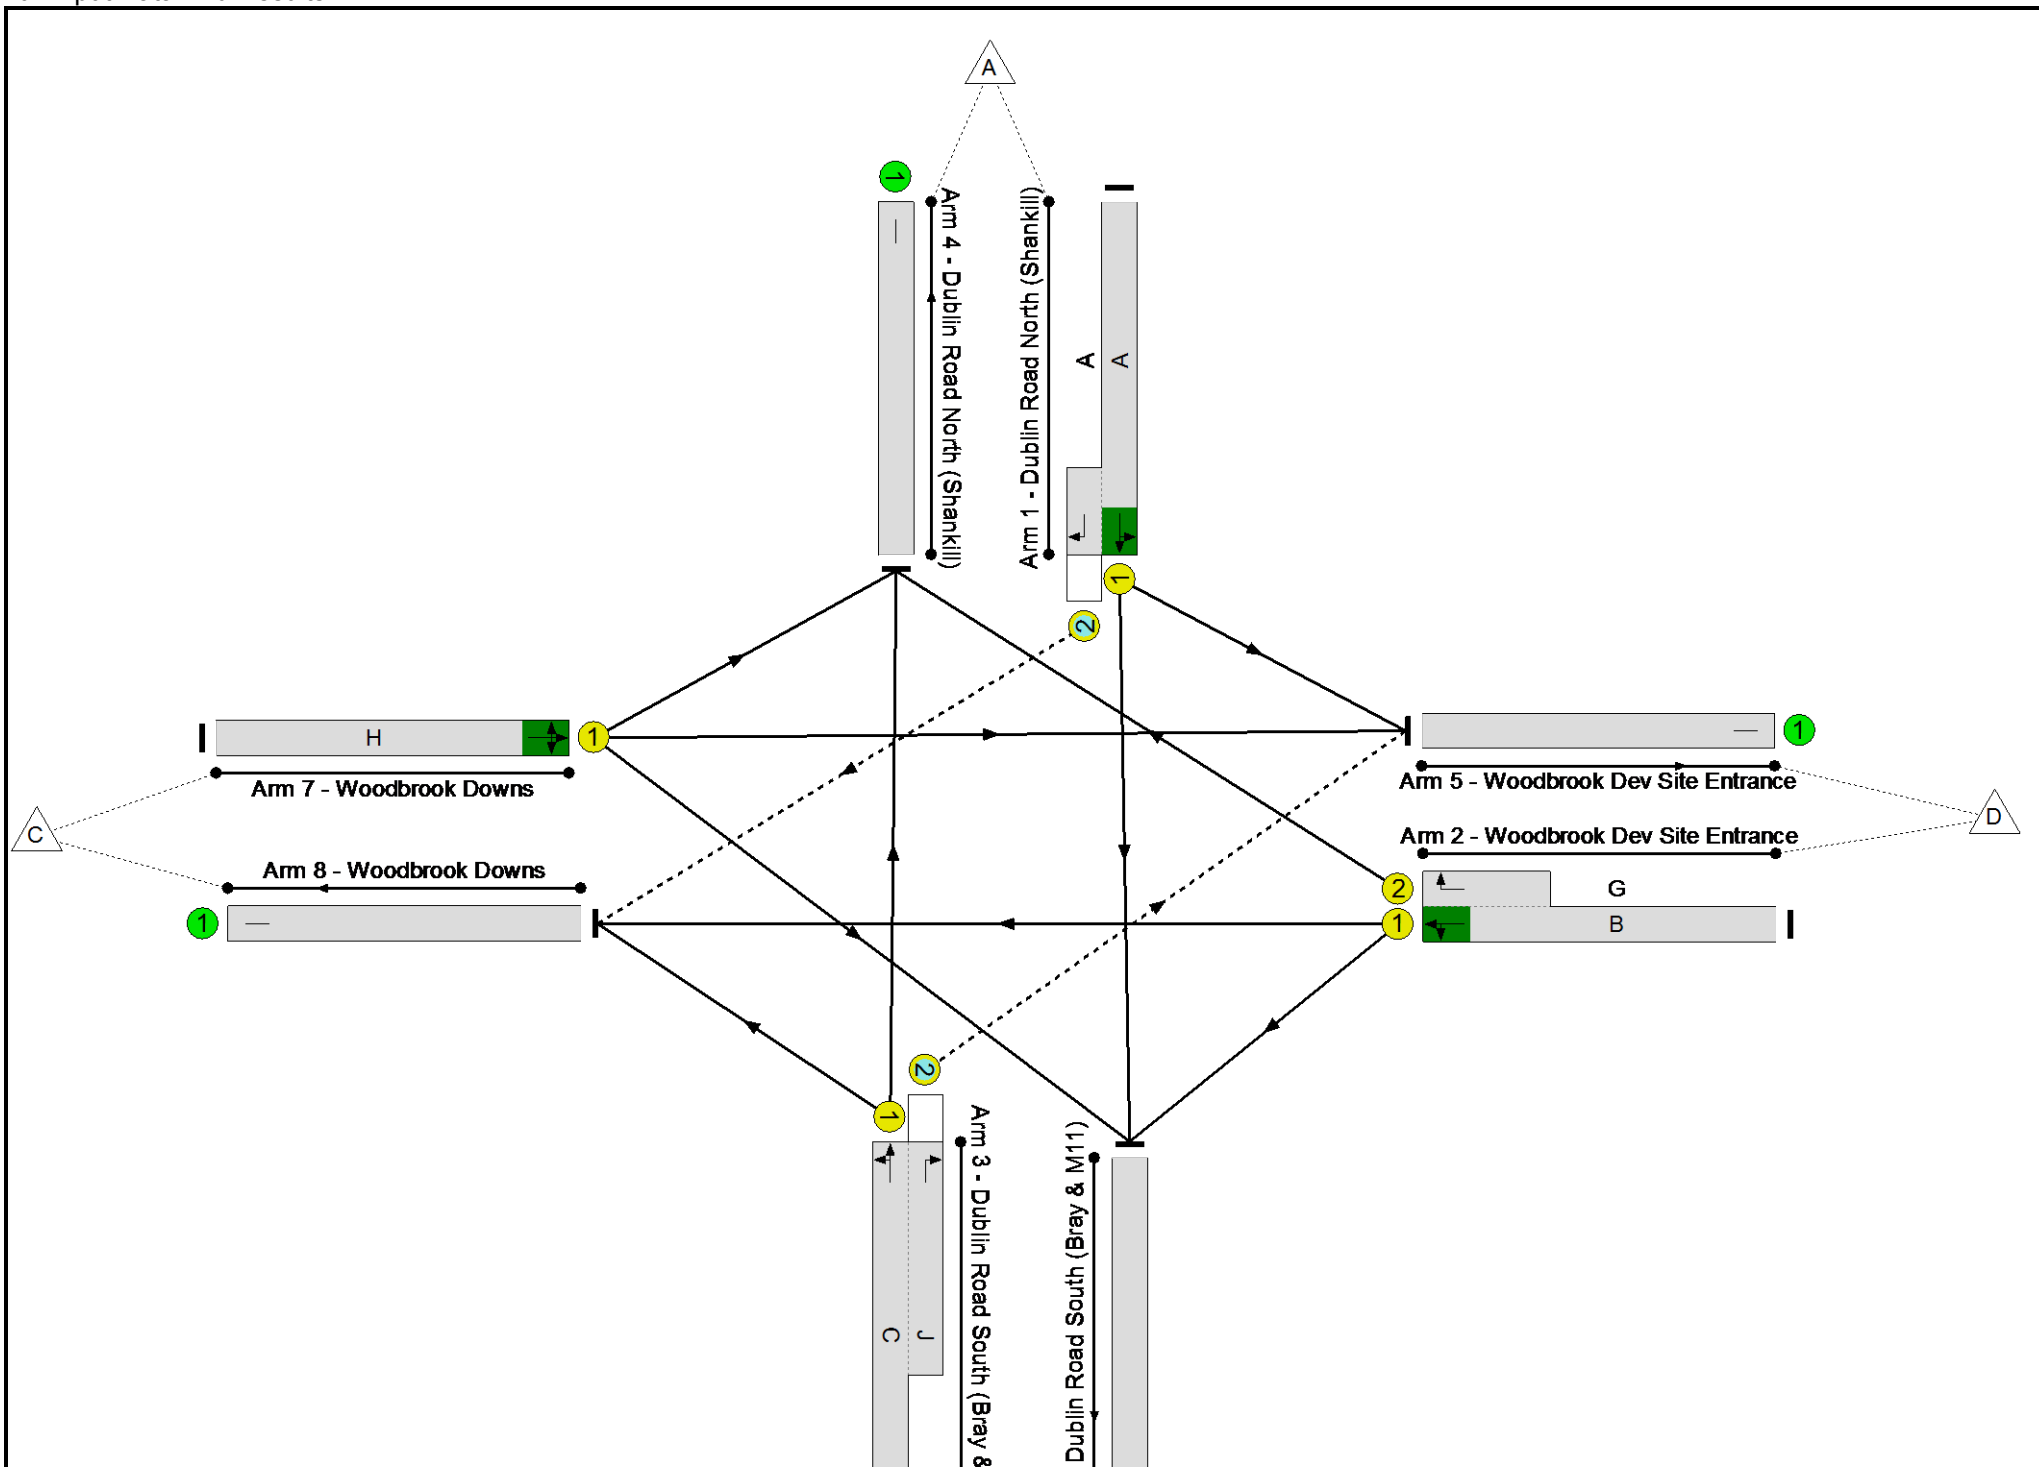 A
1
Arm 4 - Dublin Road North (Shankill)
Arm 1 - Dublin Road North (Shankill)
A
A
1
2
H
1
Arm 7 - Woodbrook Downs
1
Arm 5 - Woodbrook Dev Site Entrance
C
D
Arm 2 - Woodbrook Dev Site Entrance
Arm 8 - Woodbrook Downs
2
G
1
1
B
2
1
Arm 3 - Dublin Road South (Bray &
Dublin Road South (Bray & M11)
C
J